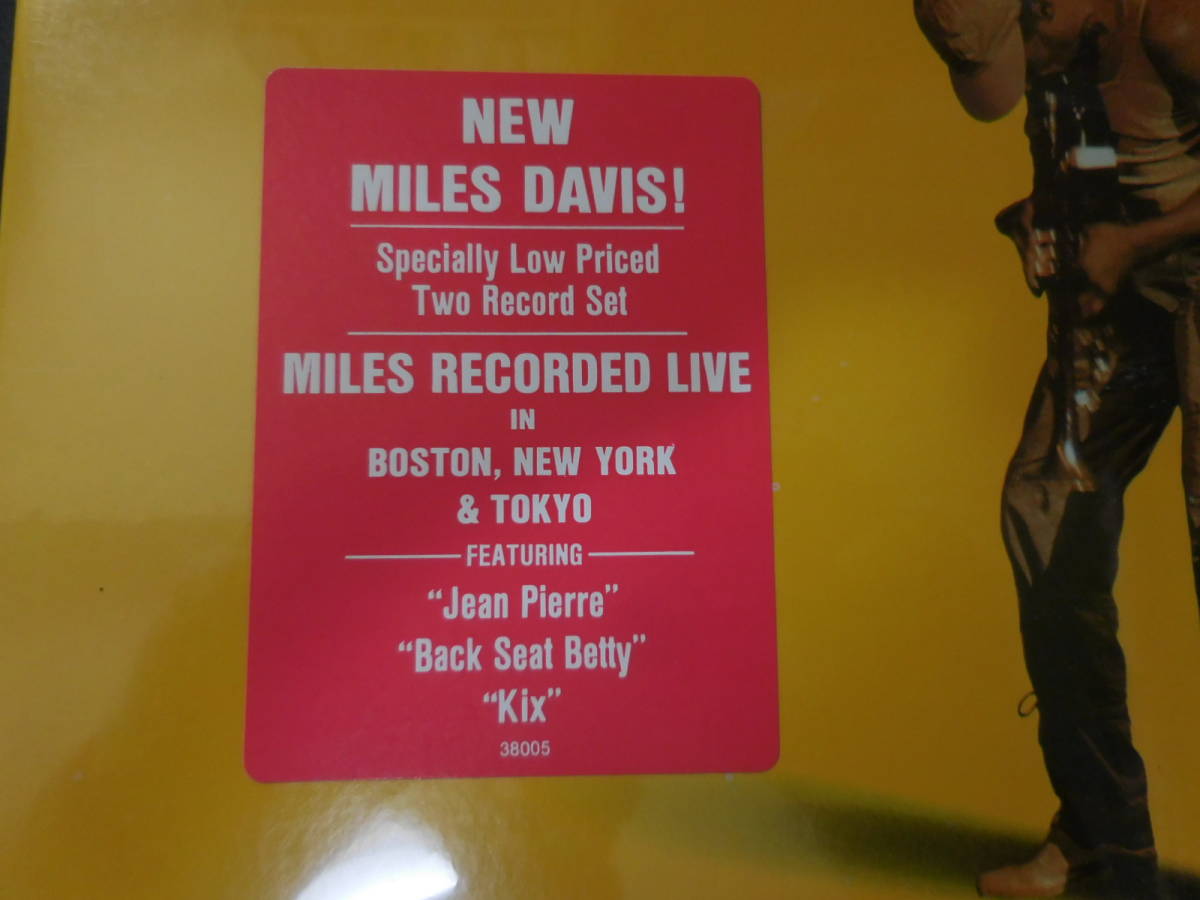 NEW
MILES DAVIS!
Specially Low Priced
Two Record Set
MILES RECORDED LIVE
IN
BOSTON, NEW YORK
& TOKYO
FEATURING
“Jean Pierre”
“Back Seat Betty”
“Kix”
38005